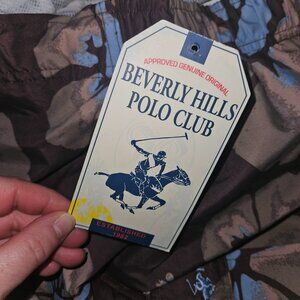 APPROVED GENUINE ORIGINAL
BEVERLY HILLS
POLO CLUB
ESTABLISHED
1982